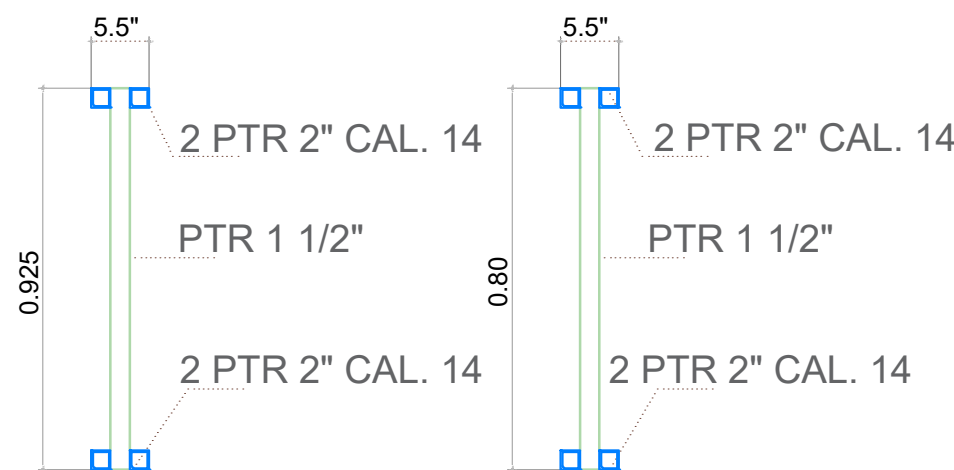 5.5"
5.5"
2 PTR 2" CAL. 14
2 PTR 2" CAL. 14
PTR 1 1/2"
PTR 1 1/2"
0.925
0.80
2 PTR 2" CAL. 14
2 PTR 2" CAL. 14